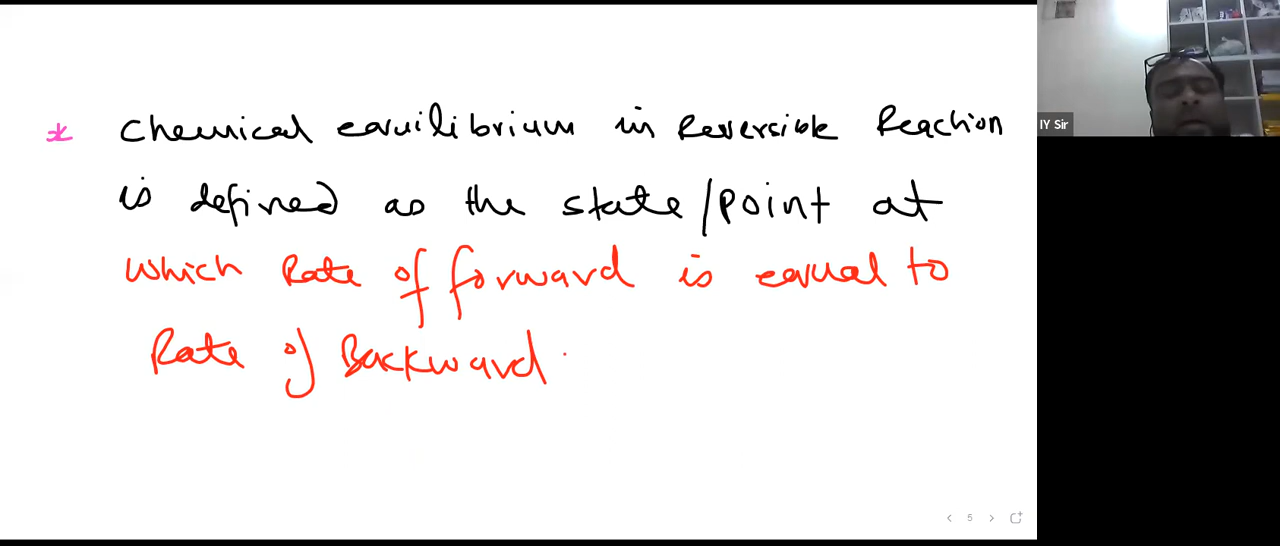 * Chemical equilibrium in Reversible Reaction
is defined as the state/point at
which Rate of forward is equal to
Rate of Backward.
IY Sir
5